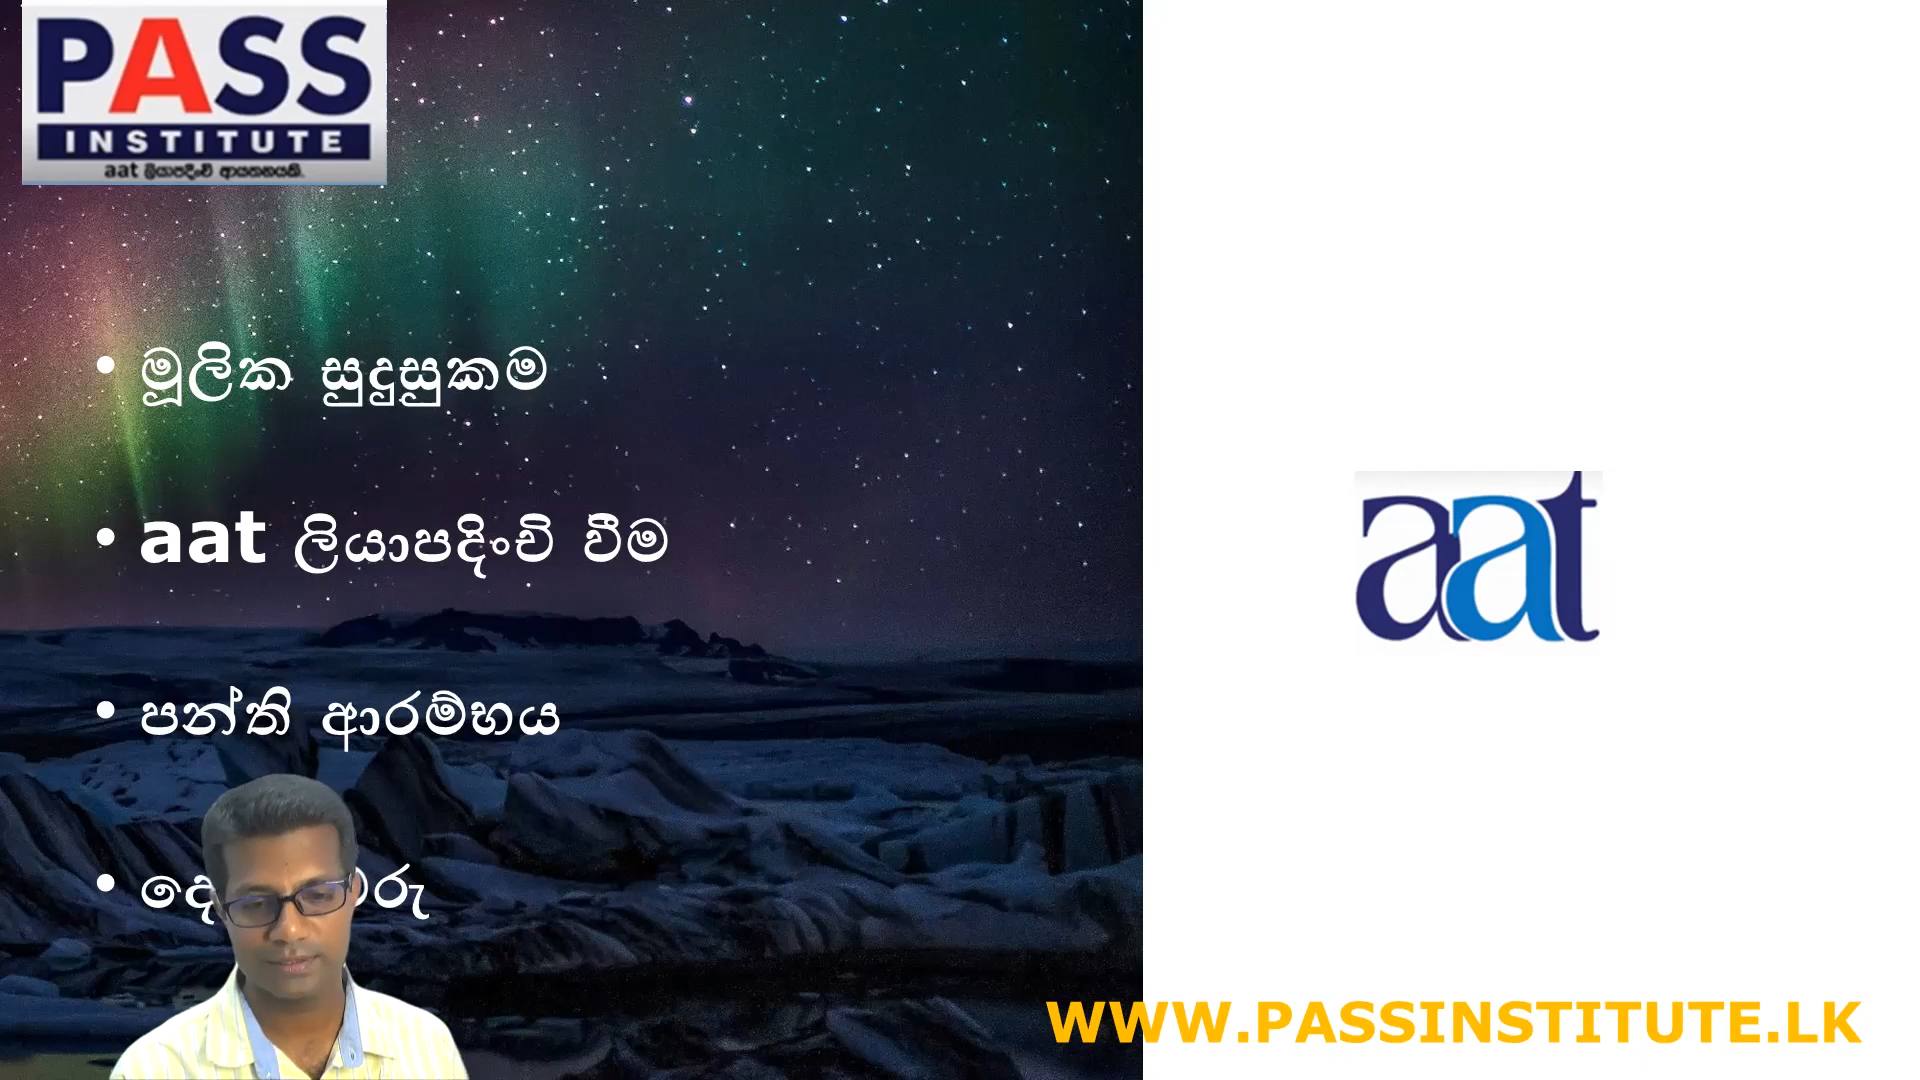 PASS
INSTITUTE
aat ලියාපදිංචි ආයතනයකි.
• මූලික සුදුසුකම
• aat ලියාපදිංචි වීම
• පන්ති ආරම්භය
aat
WWW.PASSINSTITUTE.LK